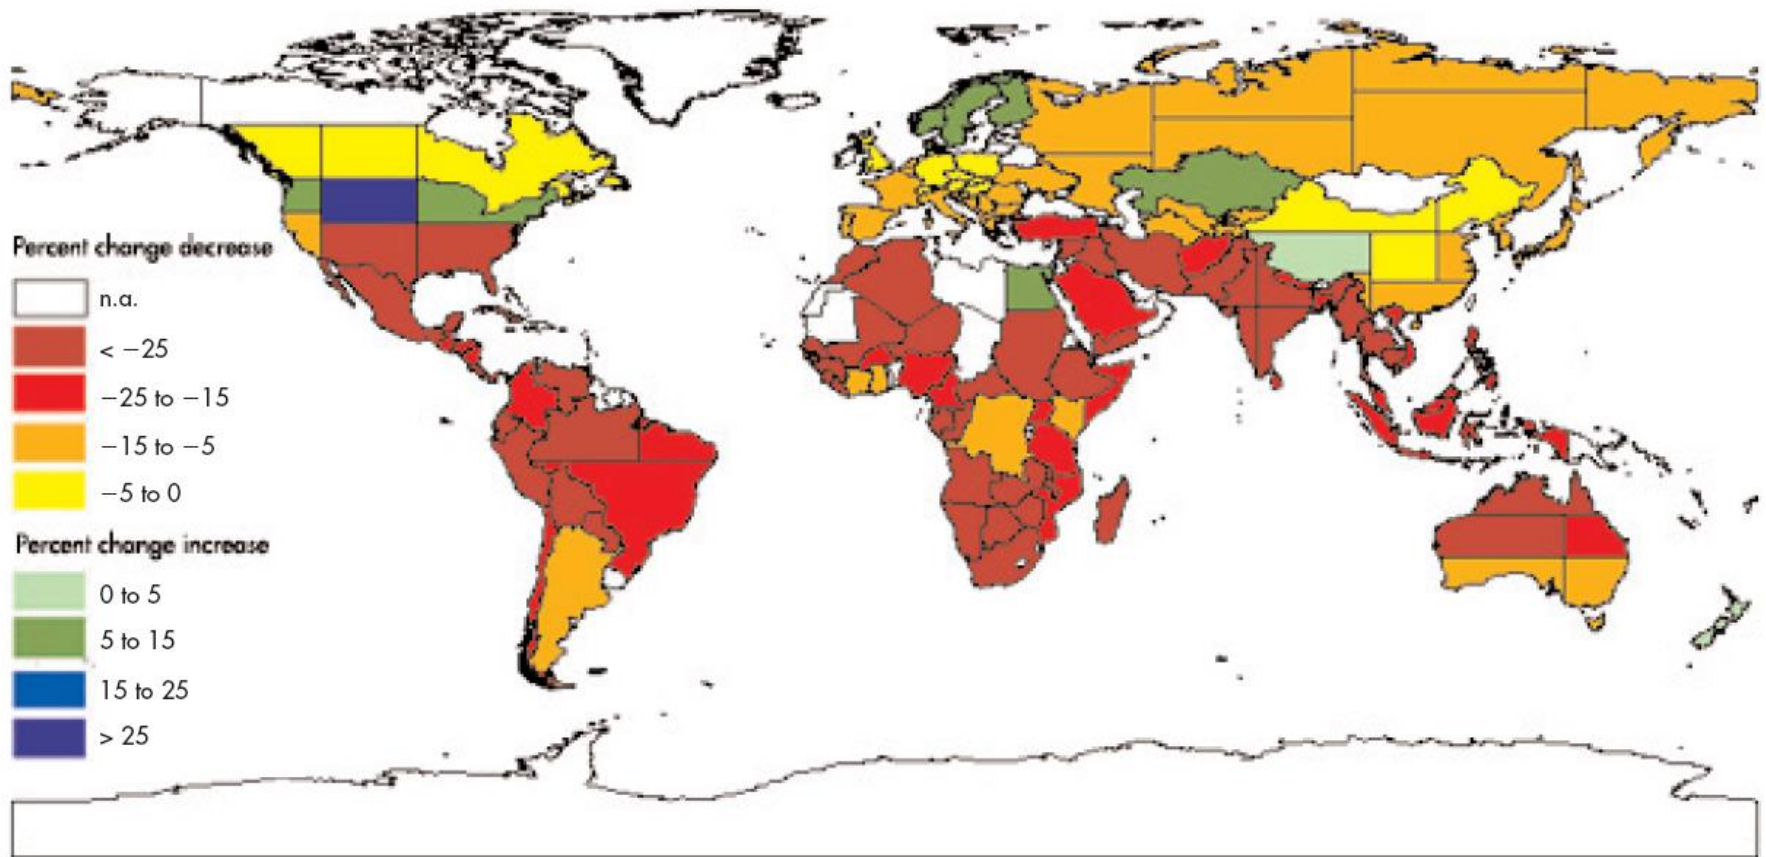 Percent change decrease
n.a.
< −25
−25 to −15
−15 to −5
−5 to 0
Percent change increase
0 to 5
5 to 15
15 to 25
> 25